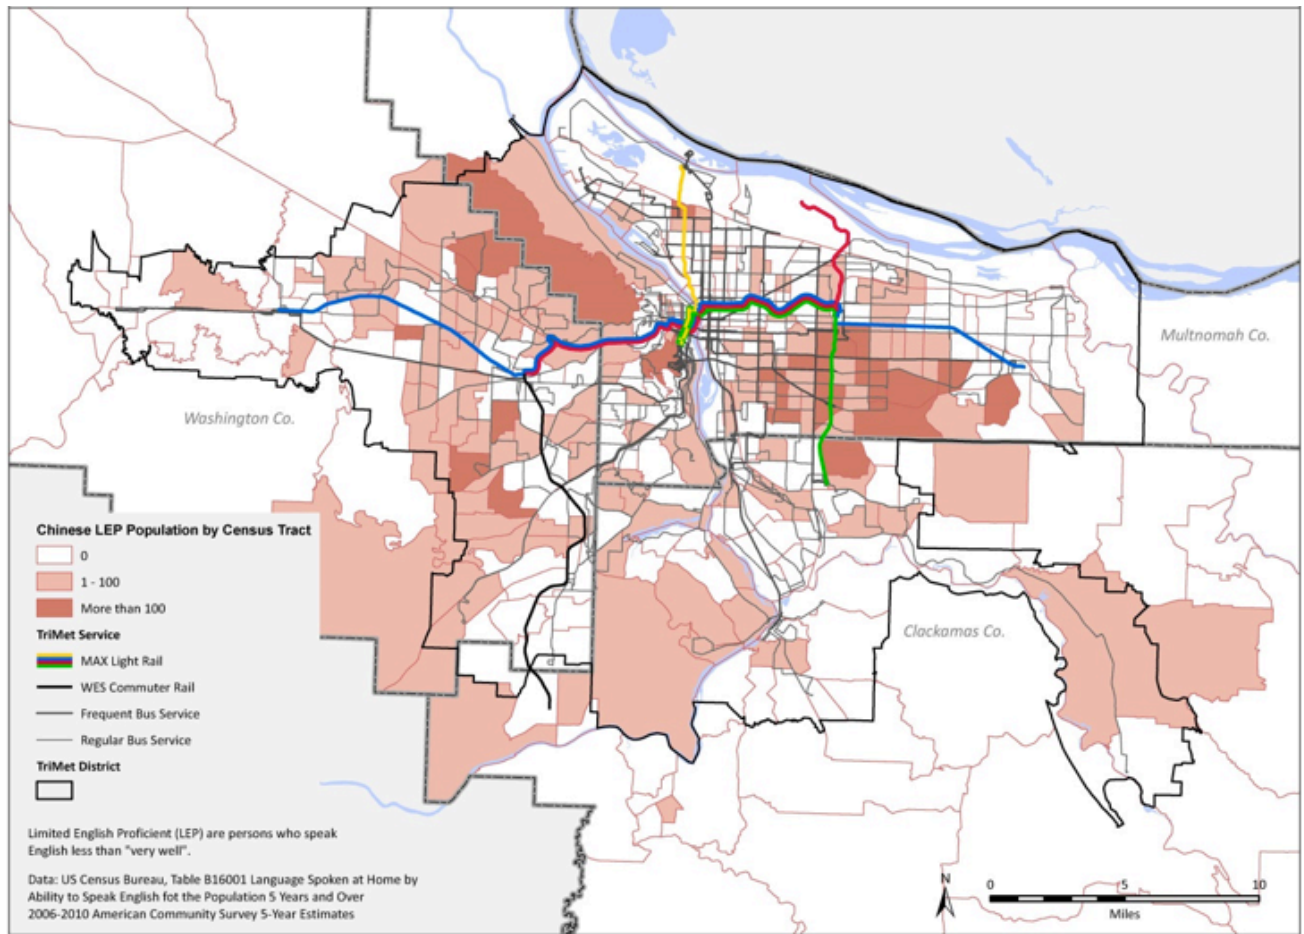 Multnomah Co.
Washington Co.
Clackamas Co.
Chinese LEP Population by Census Tract
0
1 - 100
More than 100
TriMet Service
MAX Light Rail
WES Commuter Rail
Frequent Bus Service
Regular Bus Service
TriMet District
Limited English Proficient (LEP) are persons who speak
English less than "very well".
Data: US Census Bureau, Table B16001 Language Spoken at Home by
Ability to Speak English fot the Population 5 Years and Over
2006-2010 American Community Survey 5-Year Estimates
N
0 5 10
Miles